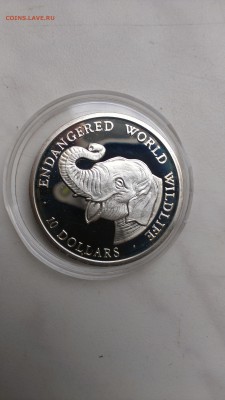 COINS.LAVE.RU
ENDANGERED WORLD WILDLIFE
10 DOLLARS